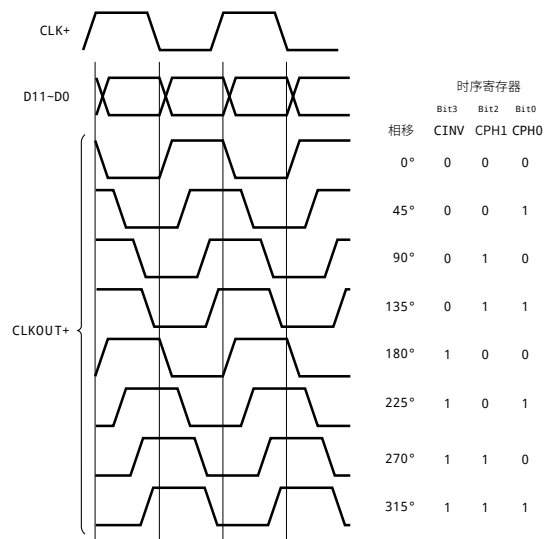 CLK+
D11~D0
时序寄存器
Bit3 Bit2 Bit0
相移 CINV CPH1 CPH0
0° 0 0 0
45° 0 0 1
90° 0 1 0
135° 0 1 1
CLKOUT+
180° 1 0 0
225° 1 0 1
270° 1 1 0
315° 1 1 1